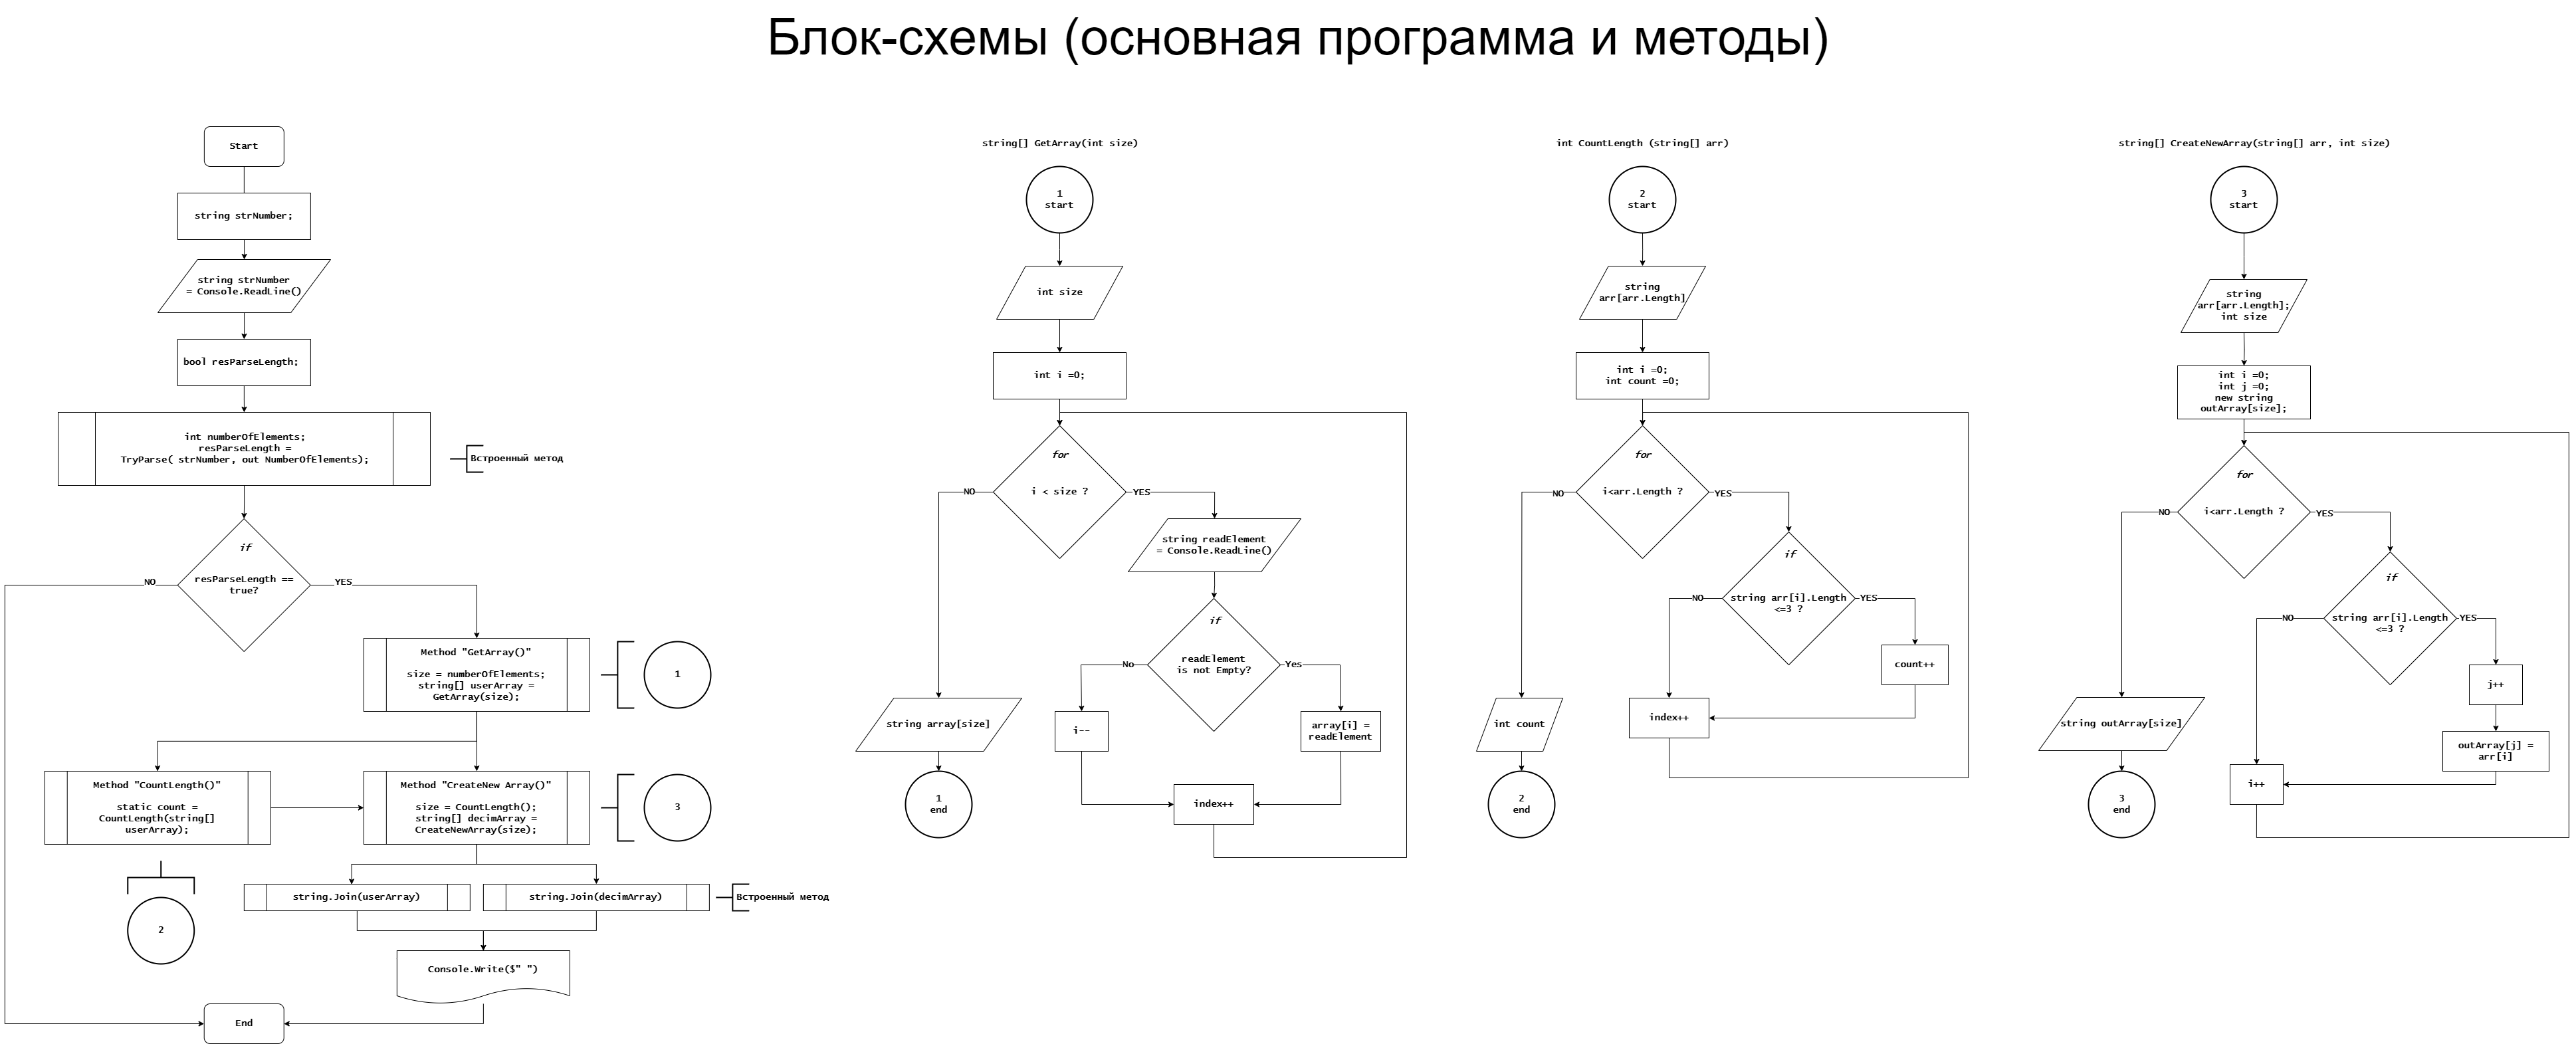 Блок-схемы (основная программа и методы)
Start
string strNumber;
string strNumber
= Console.ReadLine()
bool resParseLength;
int numberOfElements;
resParseLength =
TryParse( strNumber, out NumberOfElements);
Встроенный метод
if
resParseLength ==
true?
NO
YES
Method "GetArray()"
size = numberOfElements;
string[] userArray =
GetArray(size);
1
Method "CountLength()"
static count =
CountLength(string[]
userArray);
2
Method "CreateNew Array()"
size = CountLength();
string[] decimArray =
CreateNewArray(size);
3
string.Join(userArray)
string.Join(decimArray)
Встроенный метод
Console.Write($" ")
End
string[] GetArray(int size)
1
start
int size
int i =0;
for
i < size ?
NO
YES
string readElement
= Console.ReadLine()
if
readElement
is not Empty?
No
Yes
i--
array[i] =
readElement
index++
string array[size]
1
end
int CountLength (string[] arr)
2
start
string
arr[arr.Length]
int i =0;
int count =0;
for
i<arr.Length ?
NO
YES
if
string arr[i].Length
<=3 ?
NO
YES
count++
index++
int count
2
end
string[] CreateNewArray(string[] arr, int size)
3
start
string
arr[arr.Length];
int size
int i =0;
int j =0;
new string
outArray[size];
for
i<arr.Length ?
NO
YES
if
string arr[i].Length
<=3 ?
NO
YES
j++
outArray[j] =
arr[i]
i++
string outArray[size]
3
end